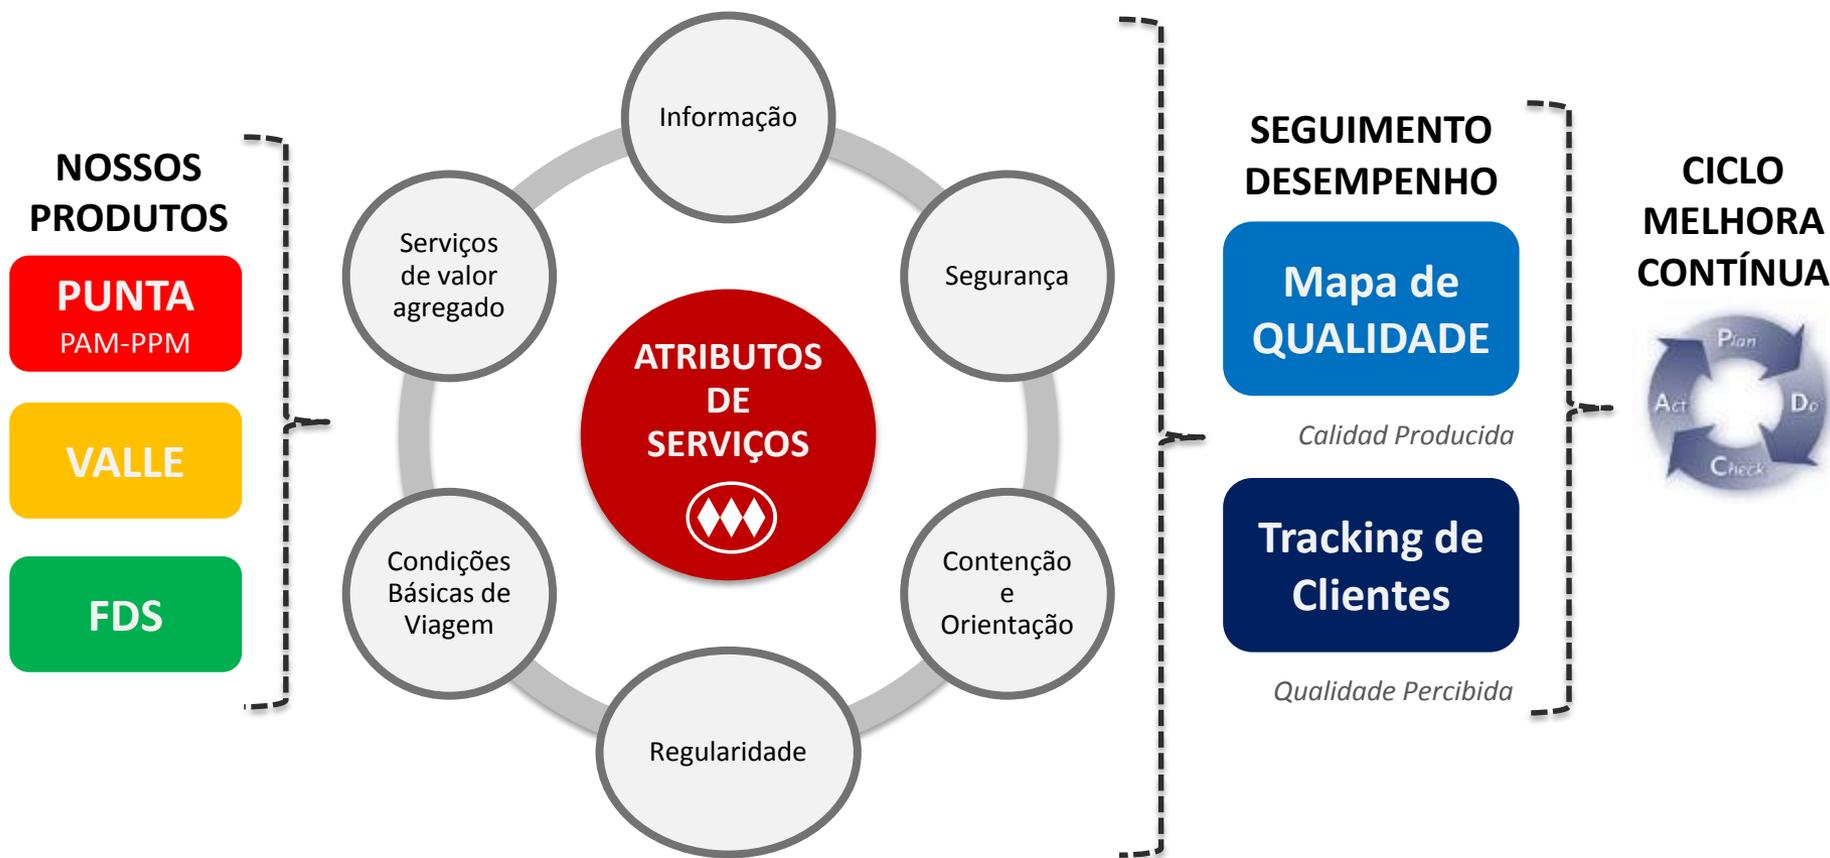 NOSSOS
PRODUTOS
PUNTA
PAM-PPM
VALLE
FDS
Informação
Serviços
de valor
agregado
Segurança
ATRIBUTOS
DE
SERVIÇOS
Condições
Básicas de
Viagem
Contenção
e
Orientação
Regularidade
SEGUIMENTO
DESEMPENHO
Mapa de
QUALIDADE
Calidad Producida
Tracking de
Clientes
Qualidade Percibida
CICLO
MELHORA
CONTÍNUA
Plan
Act
Do
Check